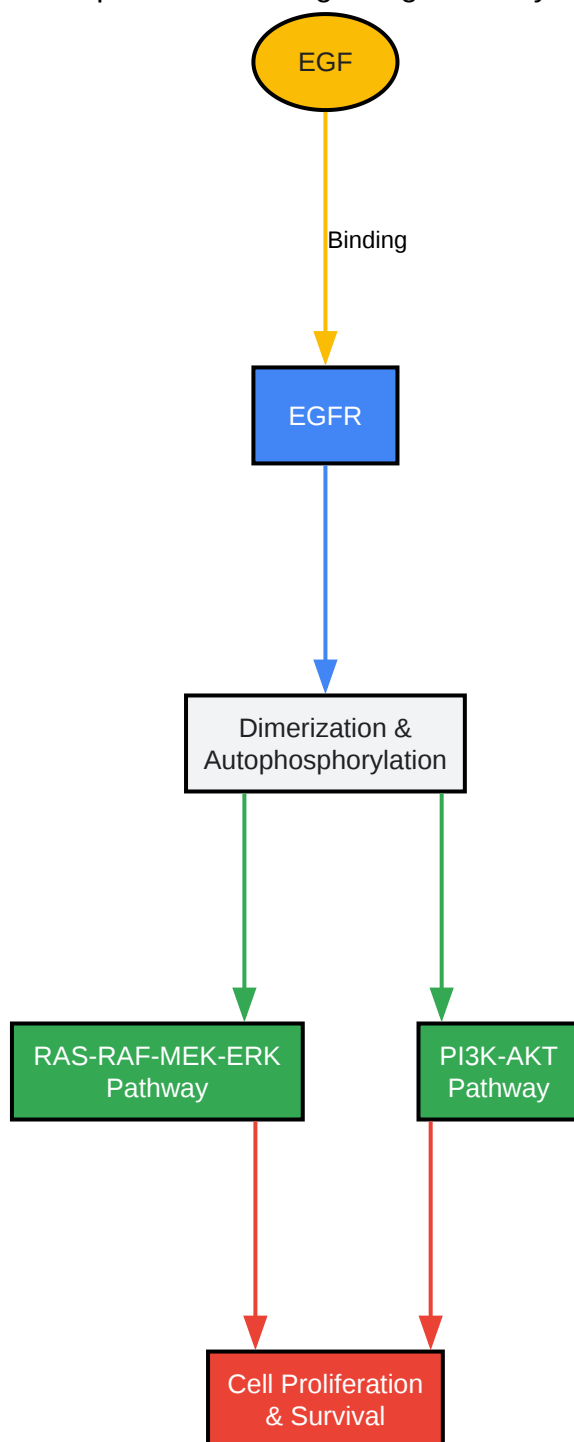 EGF
Binding
EGFR
Dimerization &
Autophosphorylation
RAS-RAF-MEK-ERK
Pathway
PI3K-AKT
Pathway
Cell Proliferation
& Survival